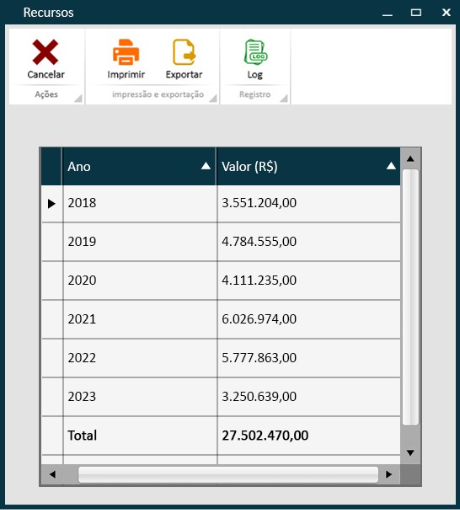 Recursos
Cancelar Imprimir Exportar Log
Ações impressão e exportação Registro
Ano Valor (R$)
2018 3.551.204,00
2019 4.784.555,00
2020 4.111.235,00
2021 6.026.974,00
2022 5.777.863,00
2023 3.250.639,00
Total 27.502.470,00